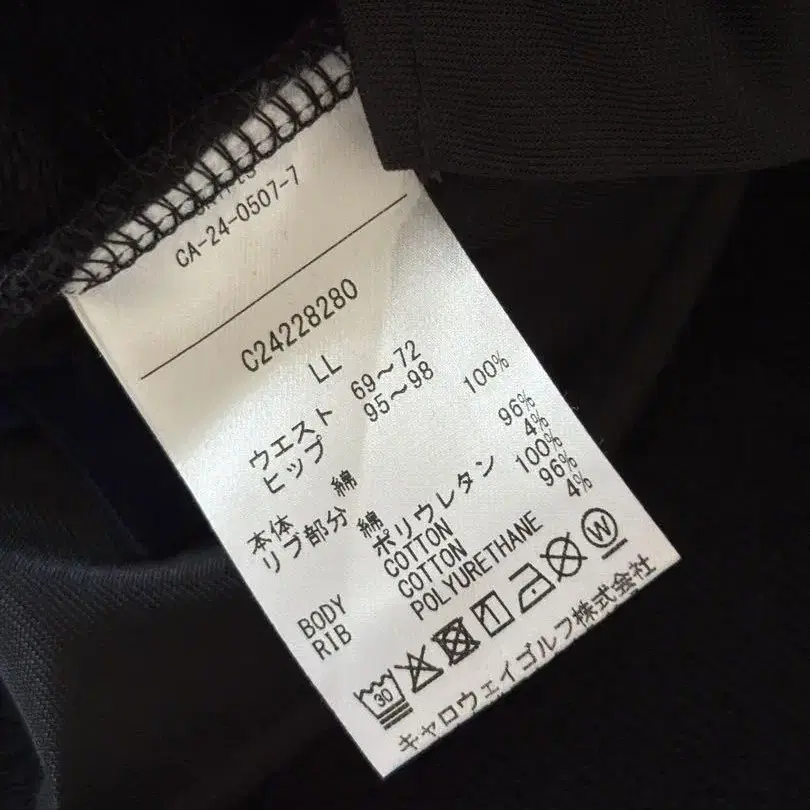 CA-24-0507-7
C24228280
LL
ウエスト 69～72
ヒップ 95～98
本体 綿 100%
リブ部分 綿 96%
ポリウレタン 4%
BODY COTTON 100%
RIB COTTON 96%
POLYURETHANE 4%
30 W
キャロウェイゴルフ株式会社